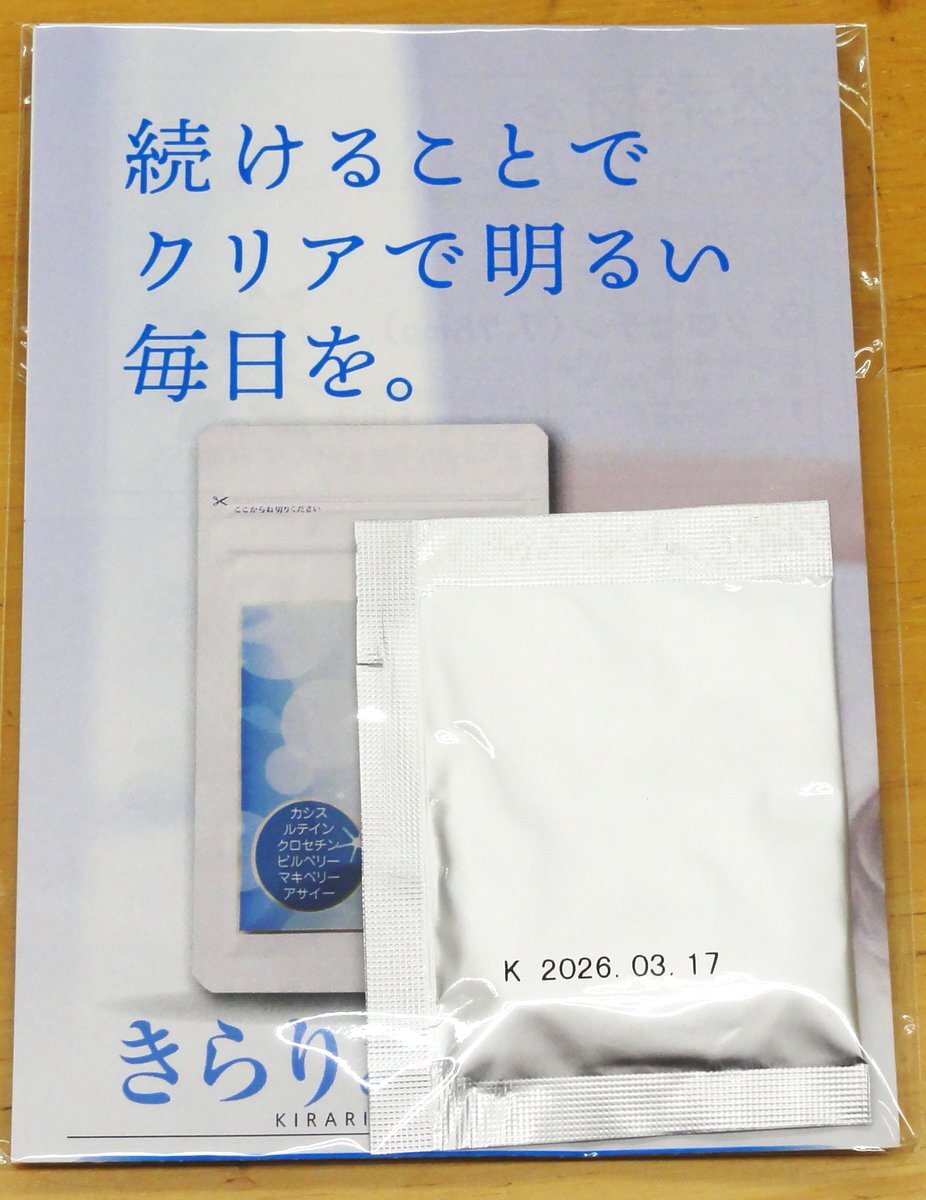 続けることで
クリアで明るい
毎日を。
ここからお切りください
カシス
ルテイン
クロセチン
ビルベリー
マキベリー
アサイー
K 2026. 03. 17
きらり
KIRARI